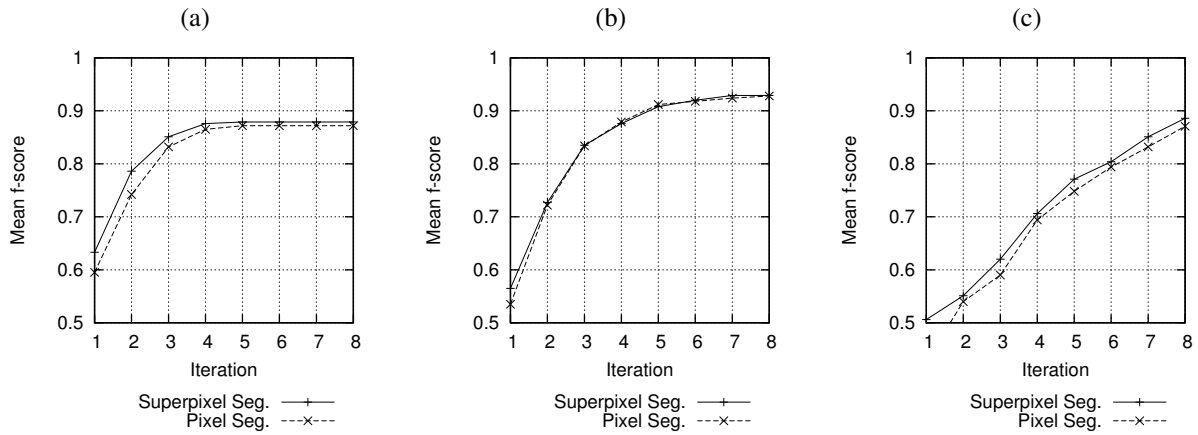 (a)
1
0.9
0.8
0.7
0.6
0.5
Mean f-score
1 2 3 4 5 6 7 8
Iteration
Superpixel Seg.
Pixel Seg.
(b)
1
0.9
0.8
0.7
0.6
0.5
Mean f-score
1 2 3 4 5 6 7 8
Iteration
Superpixel Seg.
Pixel Seg.
(c)
1
0.9
0.8
0.7
0.6
0.5
Mean f-score
1 2 3 4 5 6 7 8
Iteration
Superpixel Seg.
Pixel Seg.